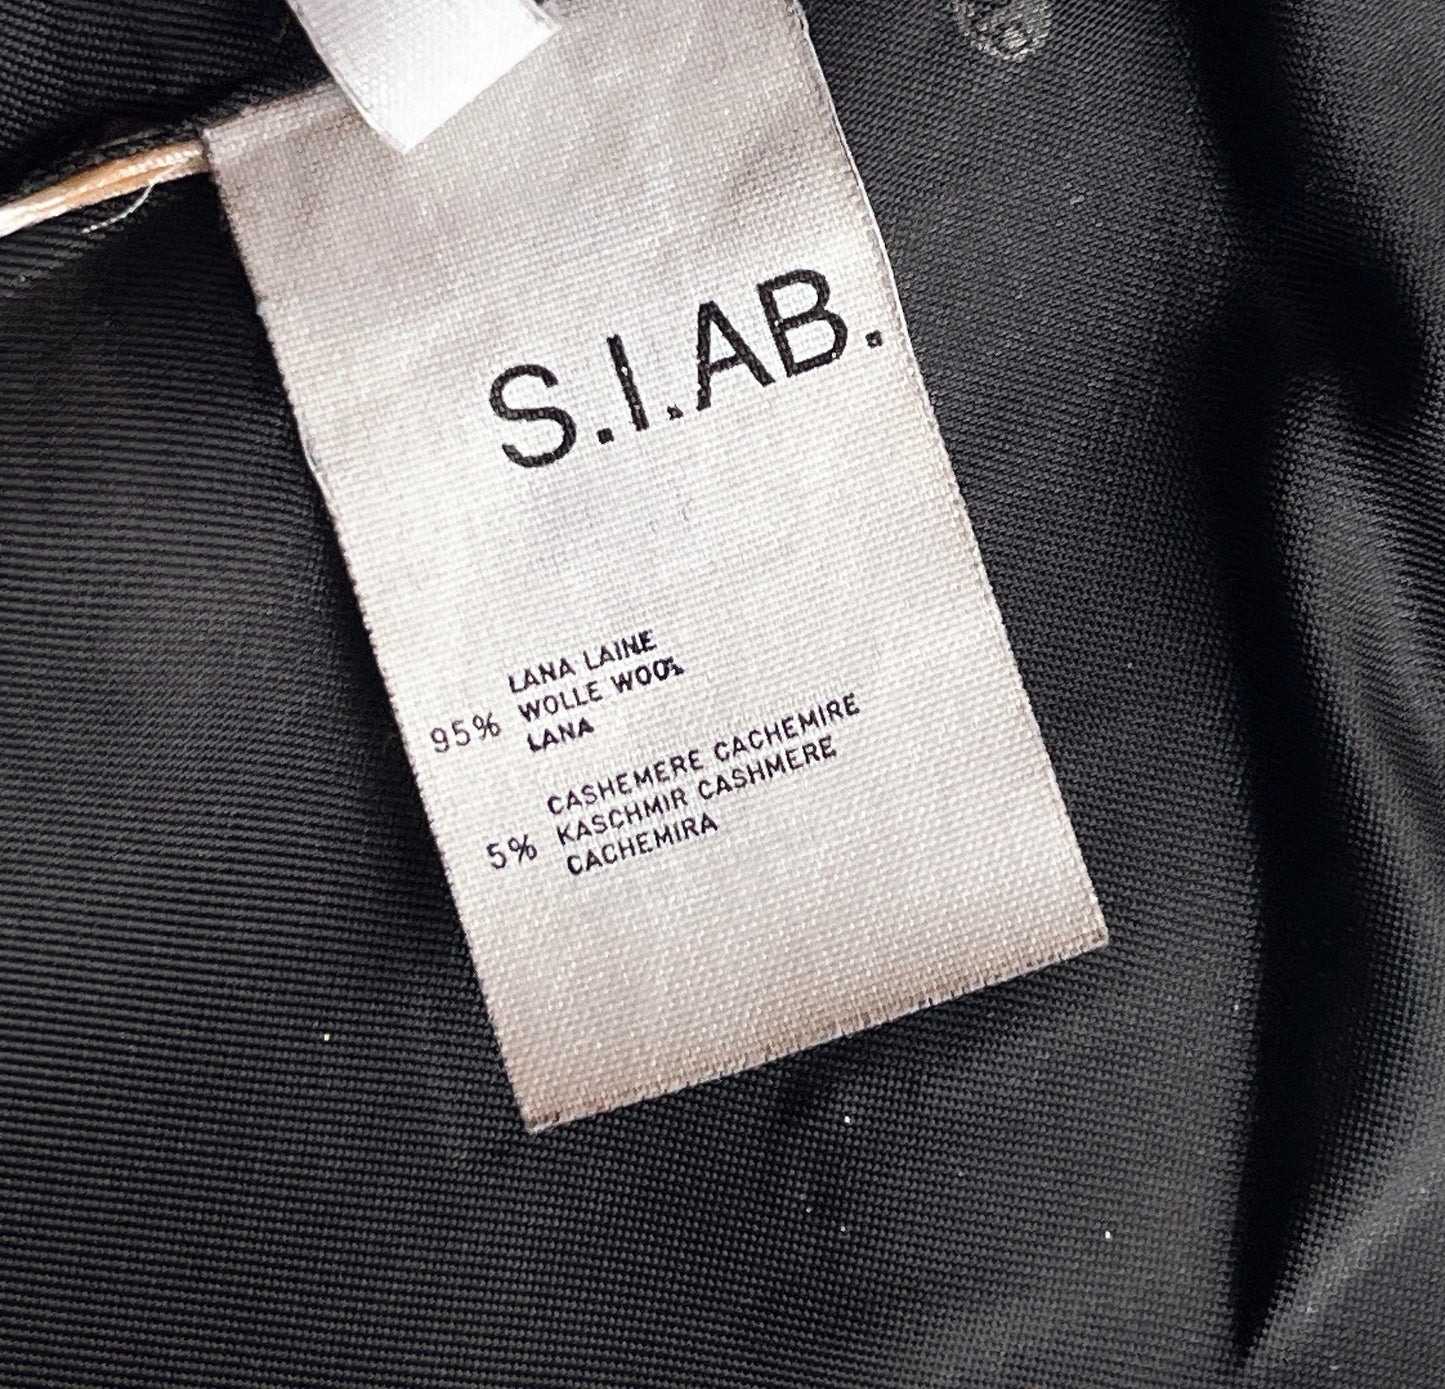 S.I.AB.
LANA LAINE
95% WOLLE WOOL
LANA
CASHEMERE CACHEMIRE
5% KASCHMIR CASHMERE
CACHEMIRA